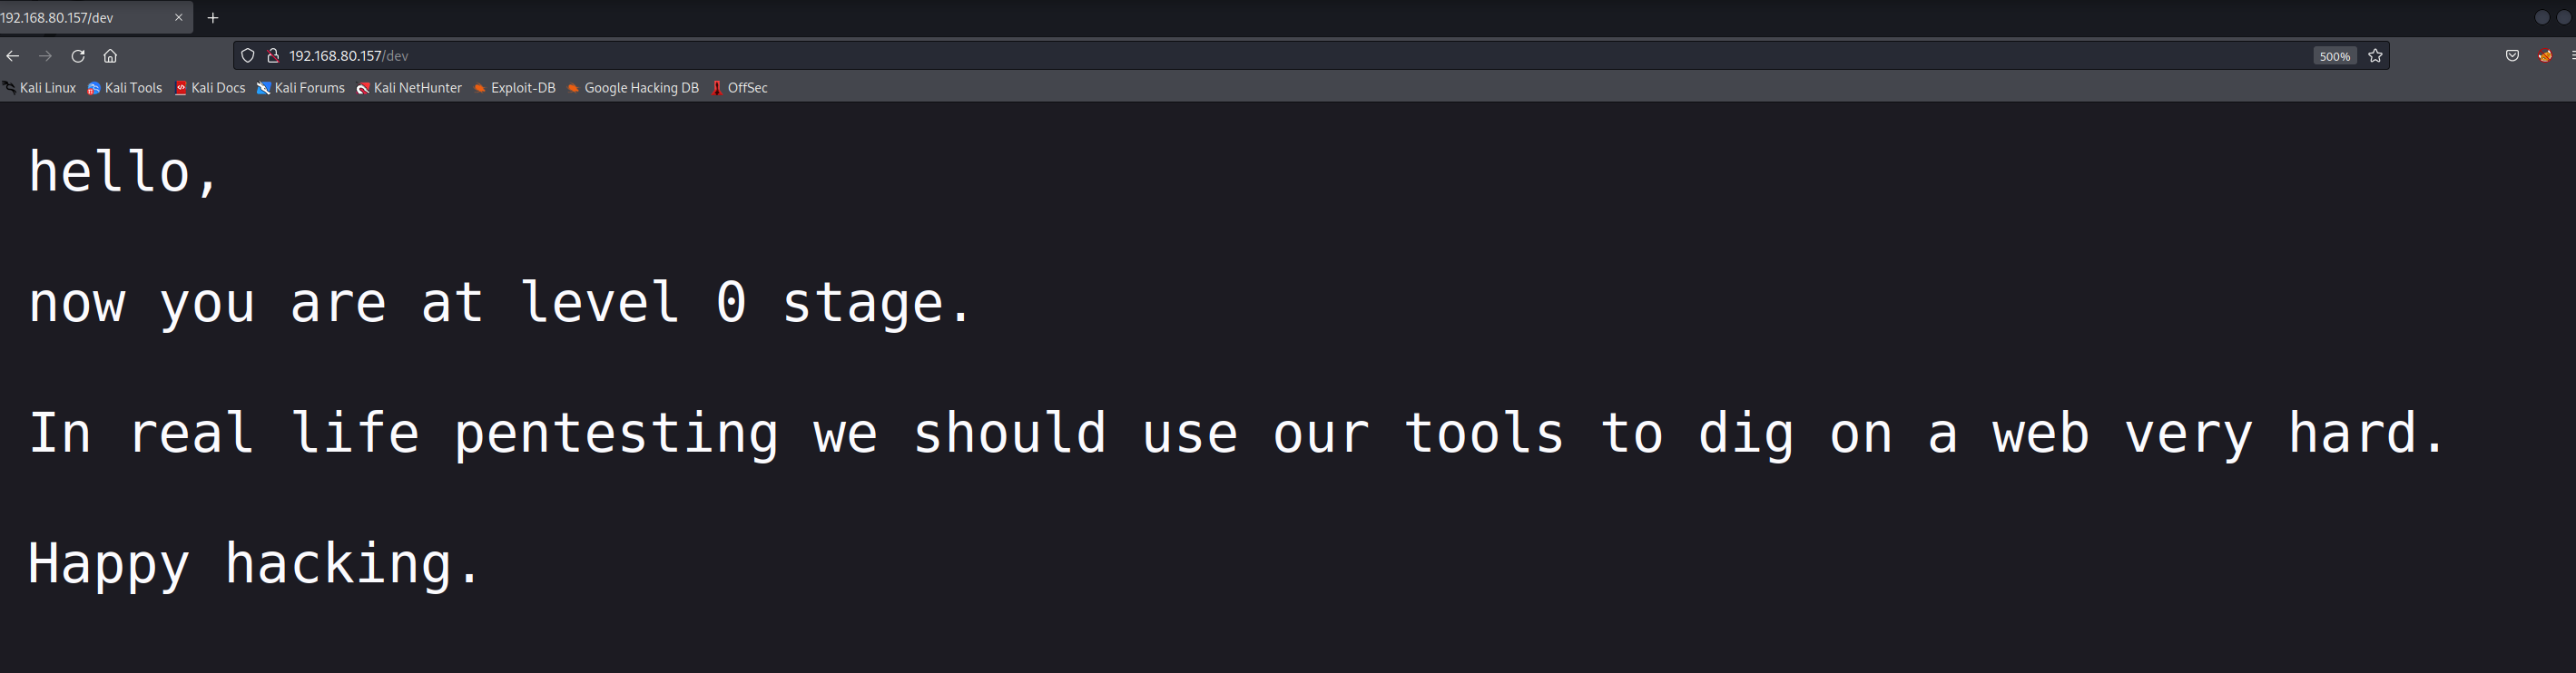 192.168.80.157/dev
192.168.80.157/dev
500%
Kali Linux Kali Tools Kali Docs Kali Forums Kali NetHunter Exploit-DB Google Hacking DB OffSec
hello,
now you are at level 0 stage.
In real life pentesting we should use our tools to dig on a web very hard.
Happy hacking.